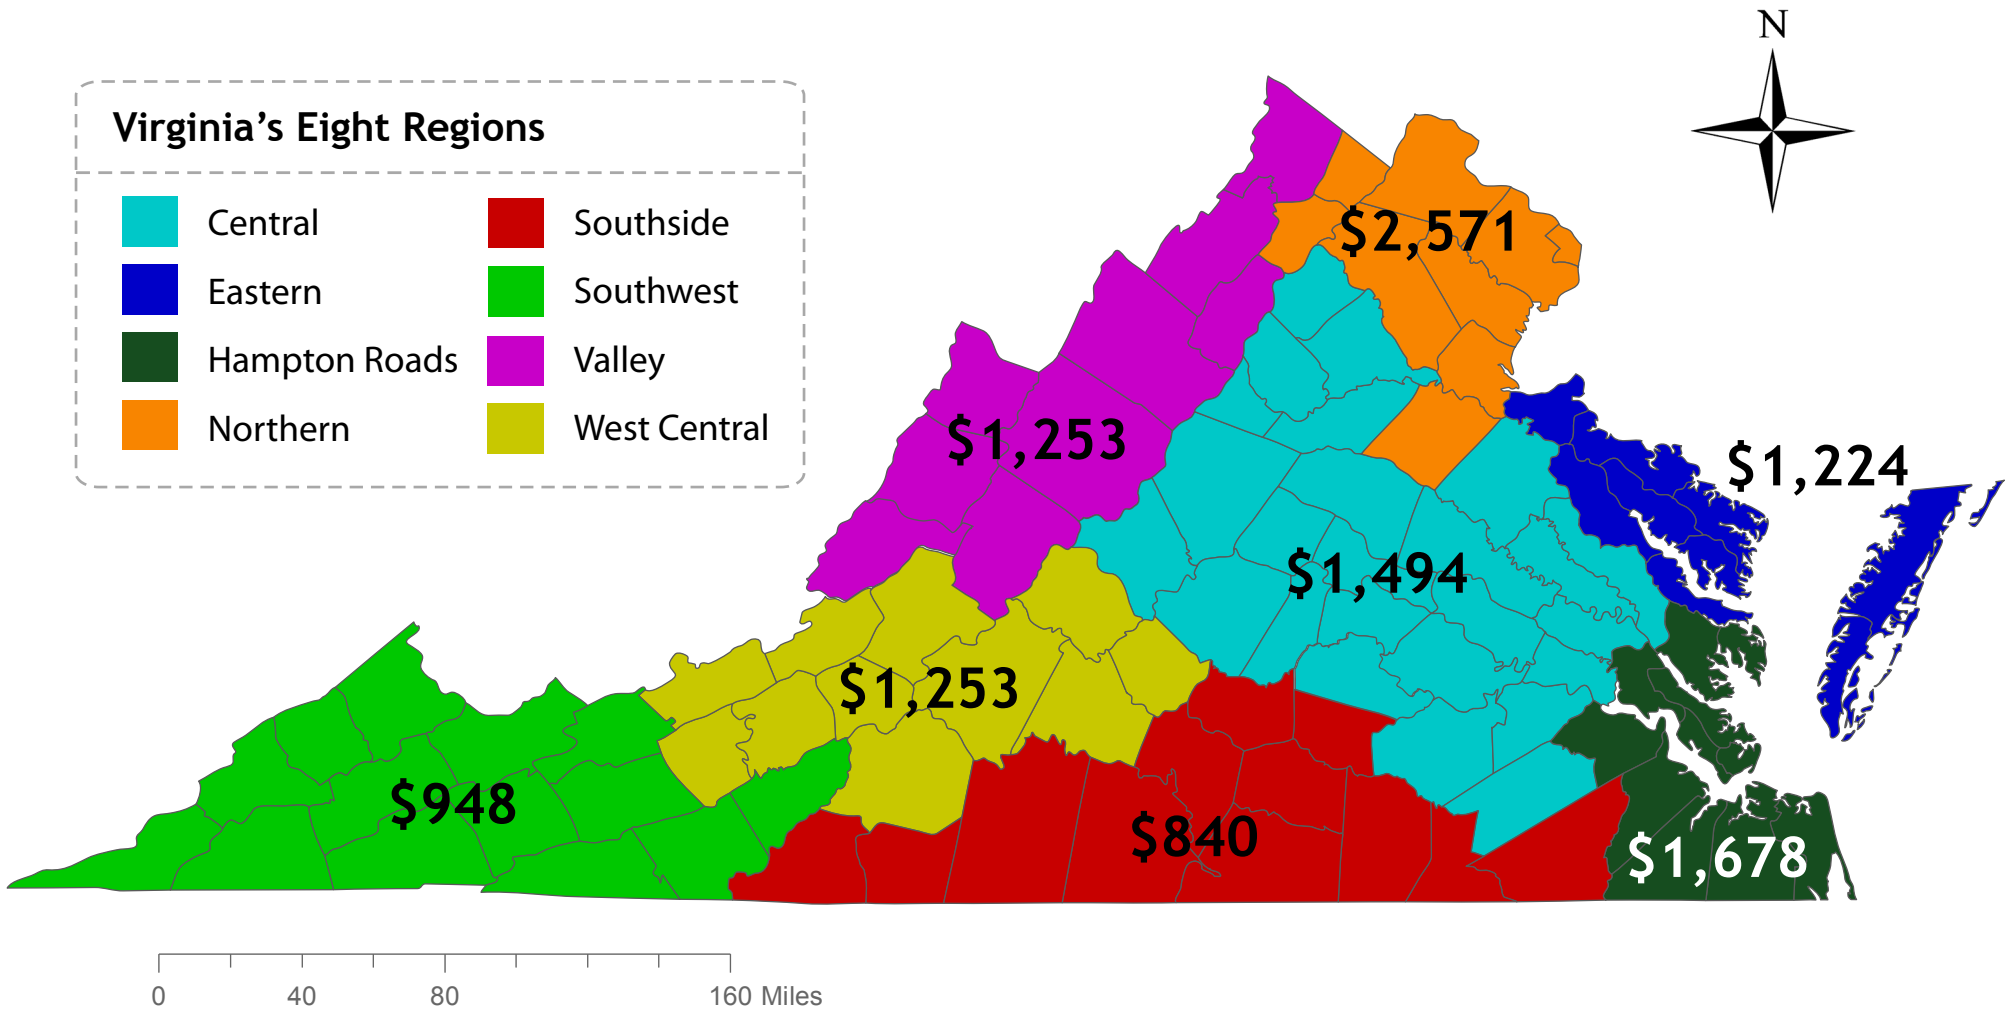 N
Virginia’s Eight Regions
Central
Southside
Eastern
Southwest
Hampton Roads
Valley
Northern
West Central
$2,571
$1,253
$1,224
$1,494
$1,253
$948
$840
$1,678
0 40 80 160 Miles